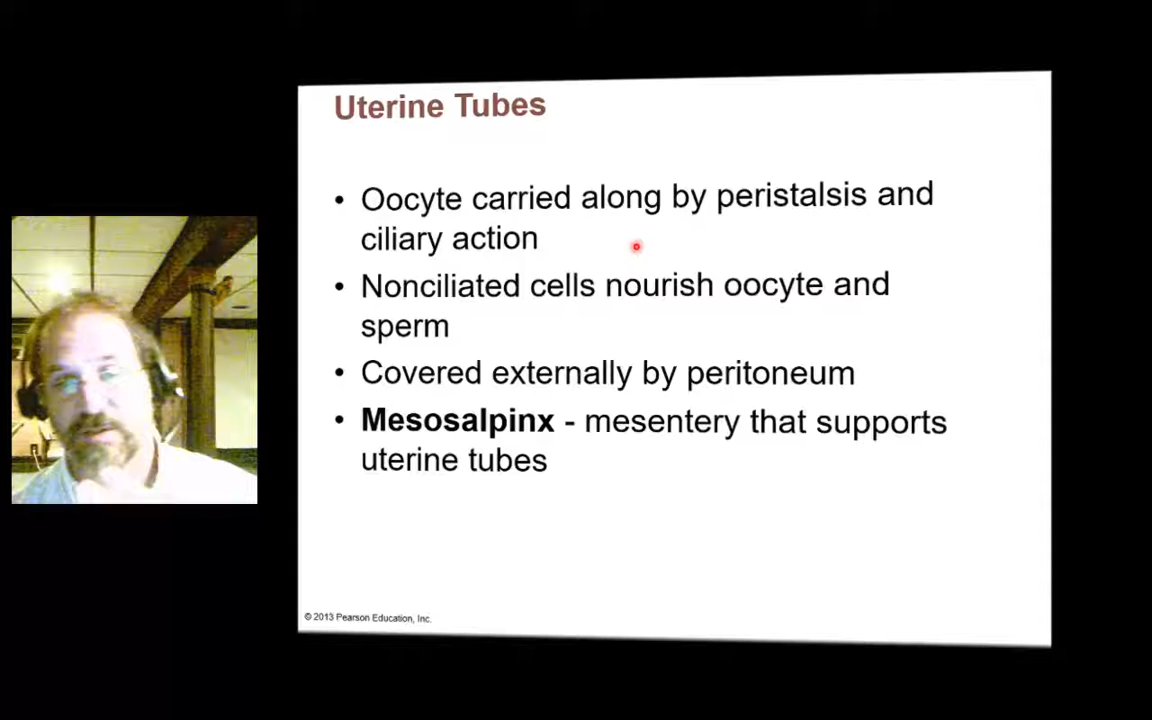 Uterine Tubes
• Oocyte carried along by peristalsis and
ciliary action
• Nonciliated cells nourish oocyte and
sperm
• Covered externally by peritoneum
• Mesosalpinx - mesentery that supports
uterine tubes
© 2013 Pearson Education, Inc.